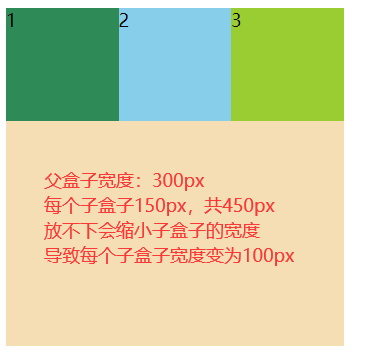 1 2 3
父盒子宽度：300px
每个子盒子150px，共450px
放不下会缩小子盒子的宽度
导致每个子盒子宽度变为100px